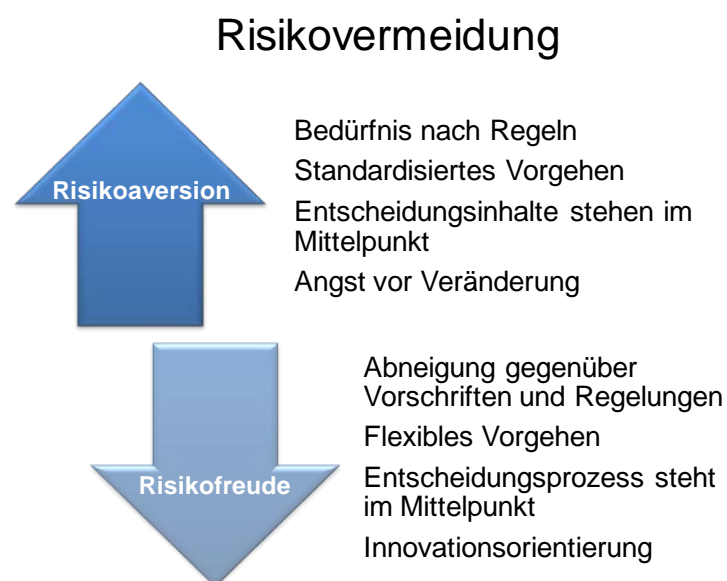 Risikovermeidung
Risikoaversion
Bedürfnis nach Regeln
Standardisiertes Vorgehen
Entscheidungsinhalte stehen im
Mittelpunkt
Angst vor Veränderung
Risikofreude
Abneigung gegenüber
Vorschriften und Regelungen
Flexibles Vorgehen
Entscheidungsprozess steht
im Mittelpunkt
Innovationsorientierung